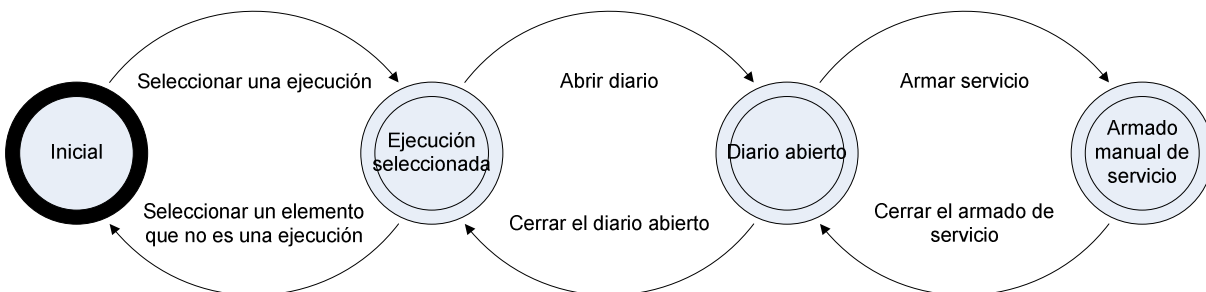 Seleccionar una ejecución
Abrir diario
Armar servicio
Inicial
Ejecución
seleccionada
Diario abierto
Armado
manual de
servicio
Seleccionar un elemento
que no es una ejecución
Cerrar el diario abierto
Cerrar el armado de
servicio